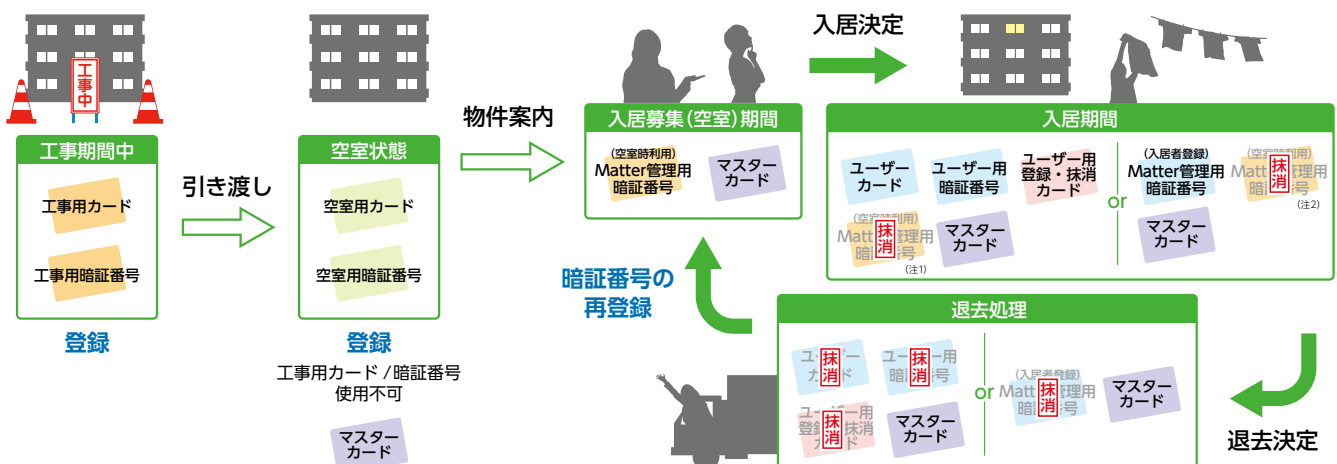 工事中
工事期間中
工事用カード
工事用暗証番号
登録
引き渡し
空室状態
空室用カード
空室用暗証番号
登録
工事用カード / 暗証番号
使用不可
マスター
カード
物件案内
入居募集(空室)期間
(空室時利用)
Matter管理用
暗証番号
マスター
カード
入居決定
入居期間
ユーザー
カード
ユーザー用
暗証番号
ユーザー用
登録・抹消
カード
(空室時利用)
Matter管理用
暗証番号
抹消
(注1)
マスター
カード
or
(入居者登録)
Matter管理用
暗証番号
(空室時利用)
Matter管理用
暗証番号
抹消
(注2)
マスター
カード
退去決定
退去処理
ユーザー
カード
抹消
ユーザー用
暗証番号
抹消
ユーザー用
登録・抹消
カード
抹消
マスター
カード
or
(入居者登録)
Matter管理用
暗証番号
抹消
マスター
カード
暗証番号の
再登録